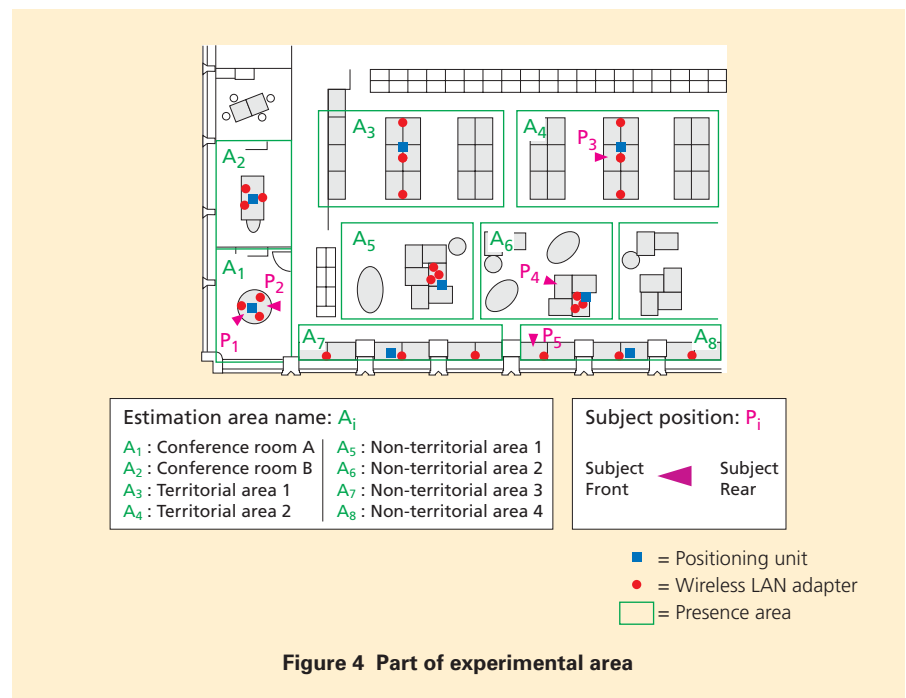 A3
A4
P3
A2
A5
A6
P4
A1
P2
P1
A7
P5
A8
Estimation area name: Ai
A1 : Conference room A
A2 : Conference room B
A3 : Territorial area 1
A4 : Territorial area 2
A5 : Non-territorial area 1
A6 : Non-territorial area 2
A7 : Non-territorial area 3
A8 : Non-territorial area 4
Subject position: Pi
Subject Front
Subject Rear
= Positioning unit
= Wireless LAN adapter
= Presence area
Figure 4 Part of experimental area